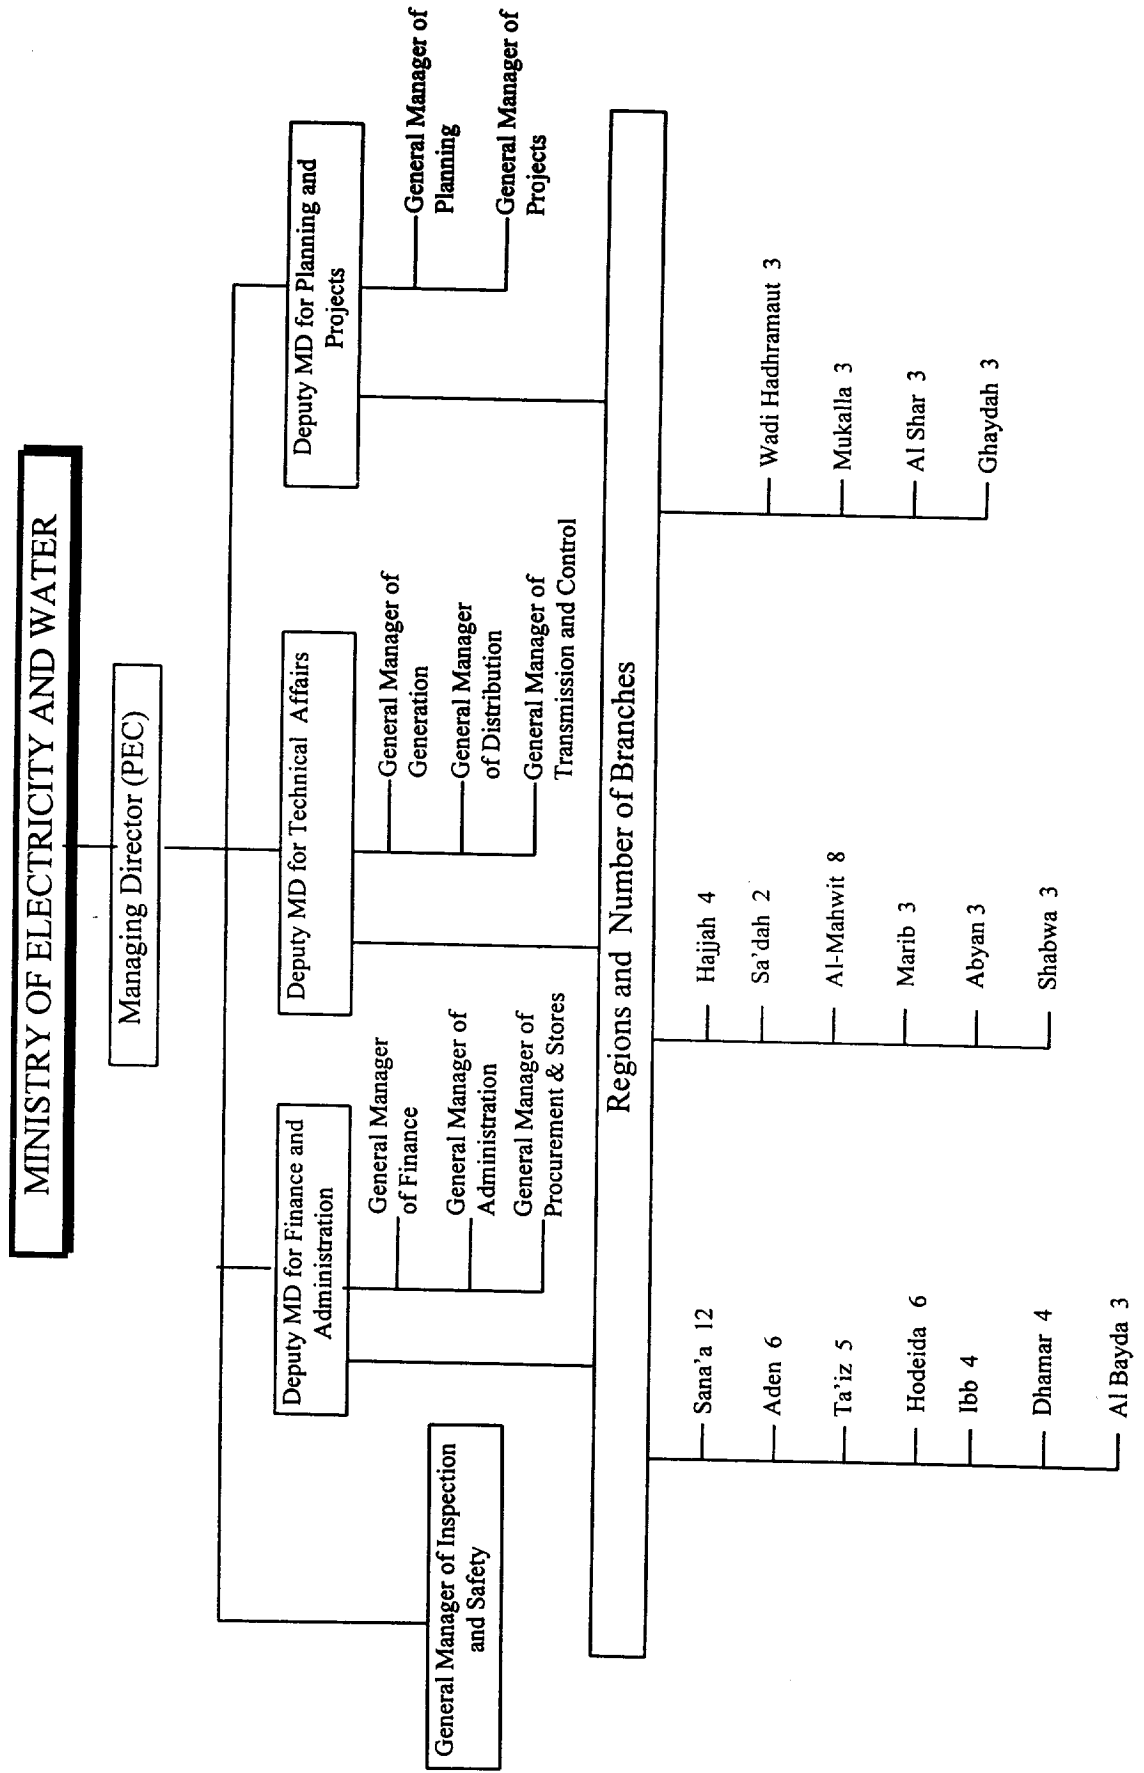 MINISTRY OF ELECTRICITY AND WATER
Managing Director (PEC)
General Manager of Inspection
and Safety
Deputy MD for Finance and
Administration
General Manager
of Finance
General Manager of
Administration
General Manager of
Procurement & Stores
Deputy MD for Technical Affairs
General Manager of
Generation
General Manager
of Distribution
General Manager of
Transmission and Control
Deputy MD for Planning and
Projects
General Manager of
Planning
General Manager of
Projects
Regions and Number of Branches
Sana'a 12
Aden 6
Ta'iz 5
Hodeida 6
Ibb 4
Dhamar 4
Al Bayda 3
Hajjah 4
Sa'dah 2
Al-Mahwit 8
Marib 3
Abyan 3
Shabwa 3
Wadi Hadhramaut 3
Mukalla 3
Al Shar 3
Ghaydah 3